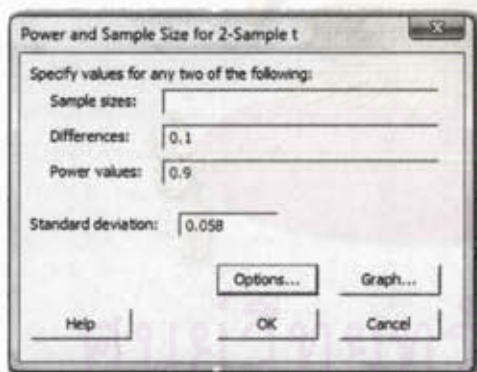 Power and Sample Size for 2-Sample t
Specify values for any two of the following:
Sample sizes:
Differences: 0.1
Power values: 0.9
Standard deviation: 0.058
Options... Graph...
Help OK Cancel